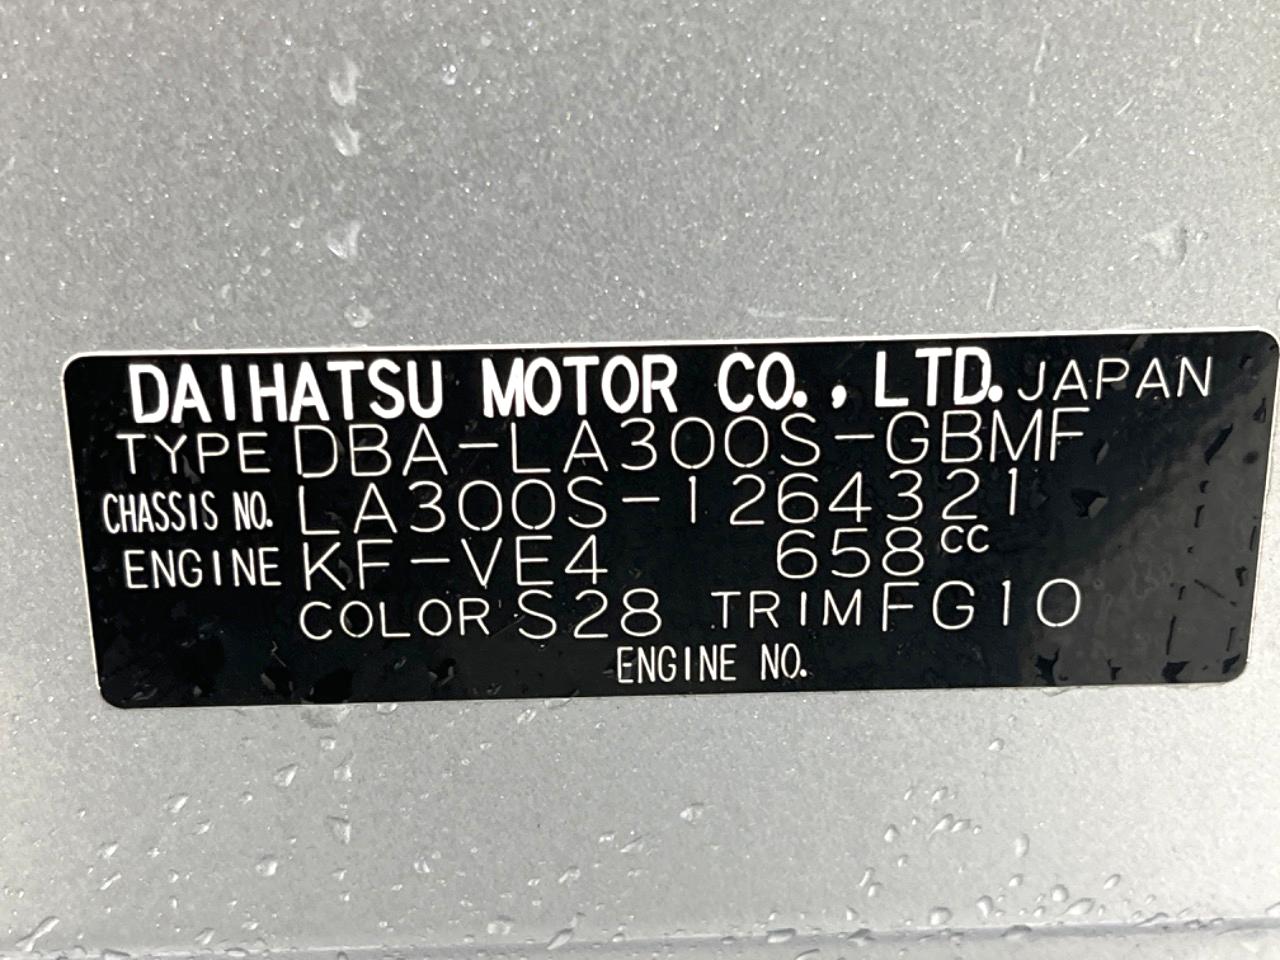 DAIHATSU MOTOR CO., LTD. JAPAN
TYPE DBA-LA300S-GBMF
CHASSIS NO. LA300S-1264321
ENGINE KF-VE4 658cc
COLOR S28 TRIM FG10
ENGINE NO.